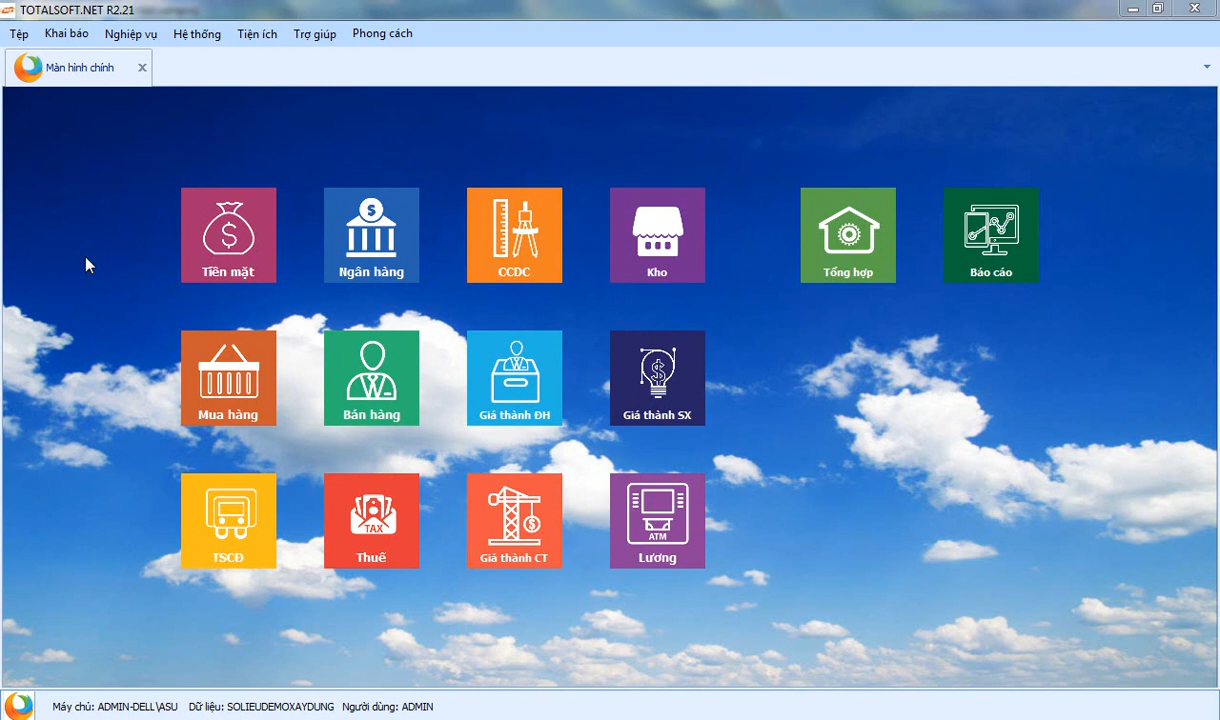 TOTALSOFT.NET R2.21
Tệp Khai báo Nghiệp vụ Hệ thống Tiện ích Trợ giúp Phong cách
Màn hình chính
$ $
Tiền mặt Ngân hàng CCDC Kho Tổng hợp Báo cáo
$
Mua hàng Bán hàng Giá thành ĐH Giá thành SX
TAX $ ATM
TSCĐ Thuế Giá thành CT Lương
Máy chủ: ADMIN-DELL\ASU Dữ liệu: SOLIEUDEMOXAYDUNG Người dùng: ADMIN